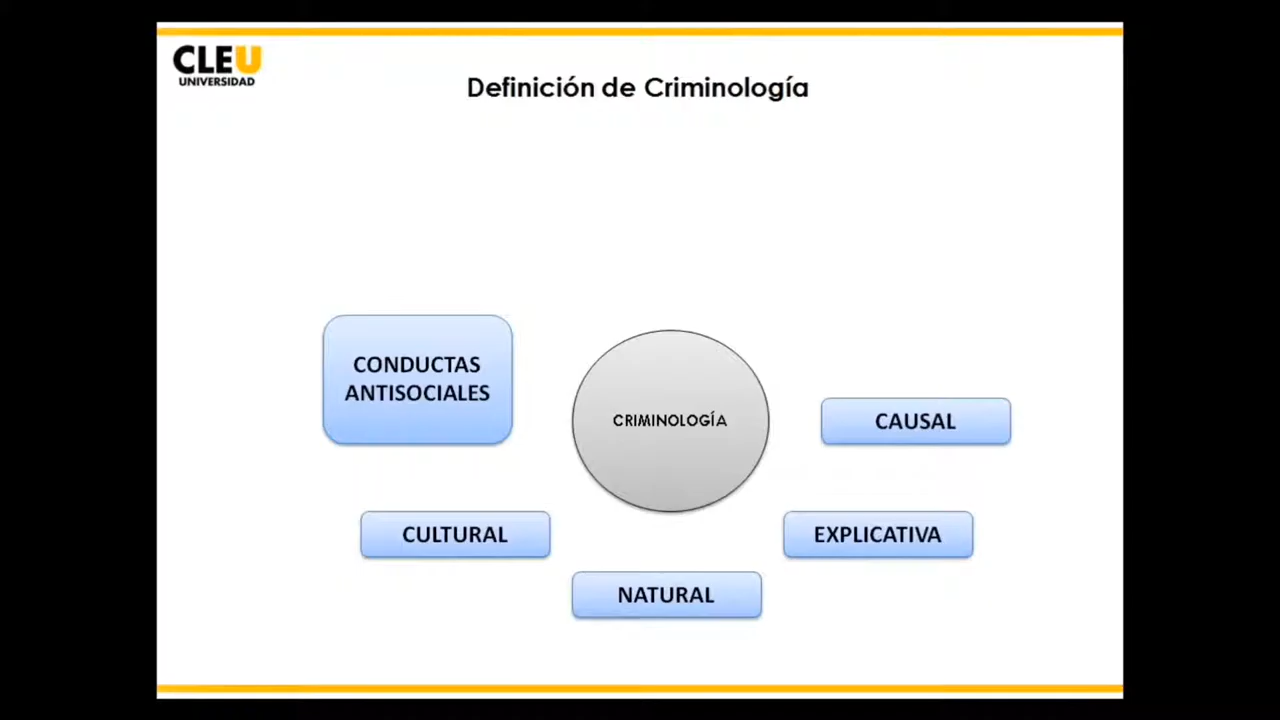 CLEU
UNIVERSIDAD
Definición de Criminología
CONDUCTAS
ANTISOCIALES
CRIMINOLOGÍA
CAUSAL
CULTURAL
EXPLICATIVA
NATURAL